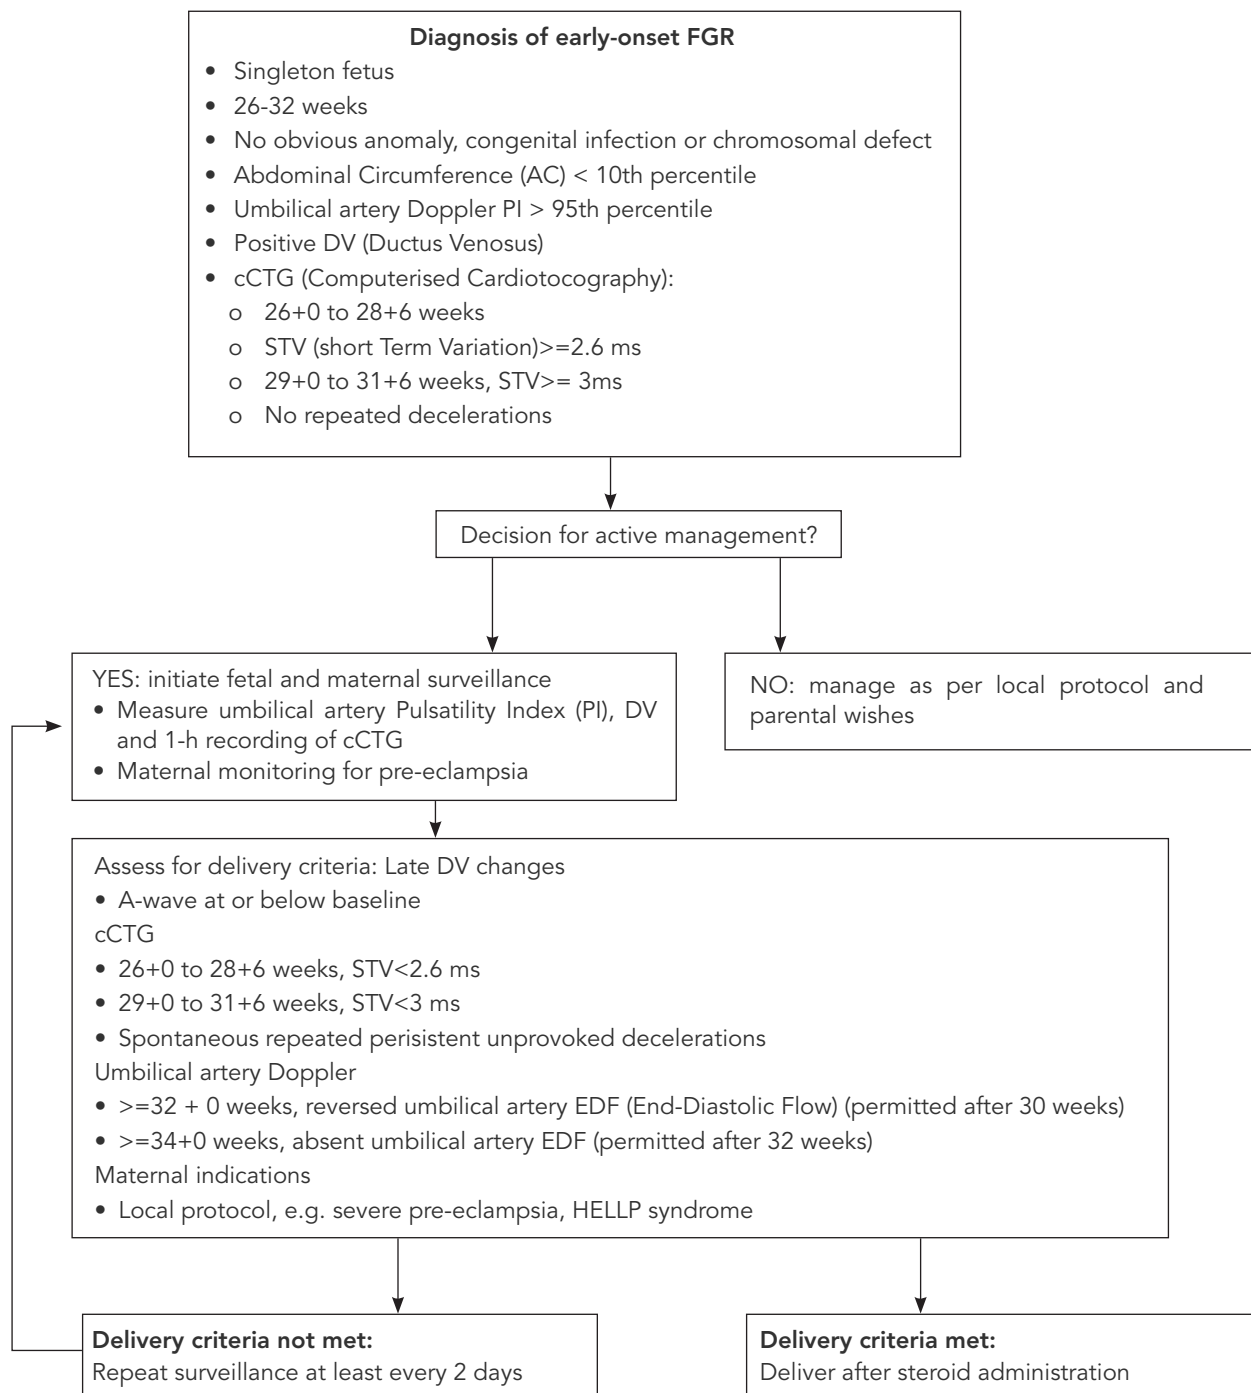 Diagnosis of early-onset FGR
• Singleton fetus
• 26-32 weeks
• No obvious anomaly, congenital infection or chromosomal defect
• Abdominal Circumference (AC) < 10th percentile
• Umbilical artery Doppler PI > 95th percentile
• Positive DV (Ductus Venosus)
• cCTG (Computerised Cardiotocography):
o 26+0 to 28+6 weeks
o STV (short Term Variation)>=2.6 ms
o 29+0 to 31+6 weeks, STV>= 3ms
o No repeated decelerations
Decision for active management?
YES: initiate fetal and maternal surveillance
• Measure umbilical artery Pulsatility Index (PI), DV
and 1-h recording of cCTG
• Maternal monitoring for pre-eclampsia
NO: manage as per local protocol and
parental wishes
Assess for delivery criteria: Late DV changes
• A-wave at or below baseline
cCTG
• 26+0 to 28+6 weeks, STV<2.6 ms
• 29+0 to 31+6 weeks, STV<3 ms
• Spontaneous repeated perisistent unprovoked decelerations
Umbilical artery Doppler
• >=32 + 0 weeks, reversed umbilical artery EDF (End-Diastolic Flow) (permitted after 30 weeks)
• >=34+0 weeks, absent umbilical artery EDF (permitted after 32 weeks)
Maternal indications
• Local protocol, e.g. severe pre-eclampsia, HELLP syndrome
Delivery criteria not met:
Repeat surveillance at least every 2 days
Delivery criteria met:
Deliver after steroid administration